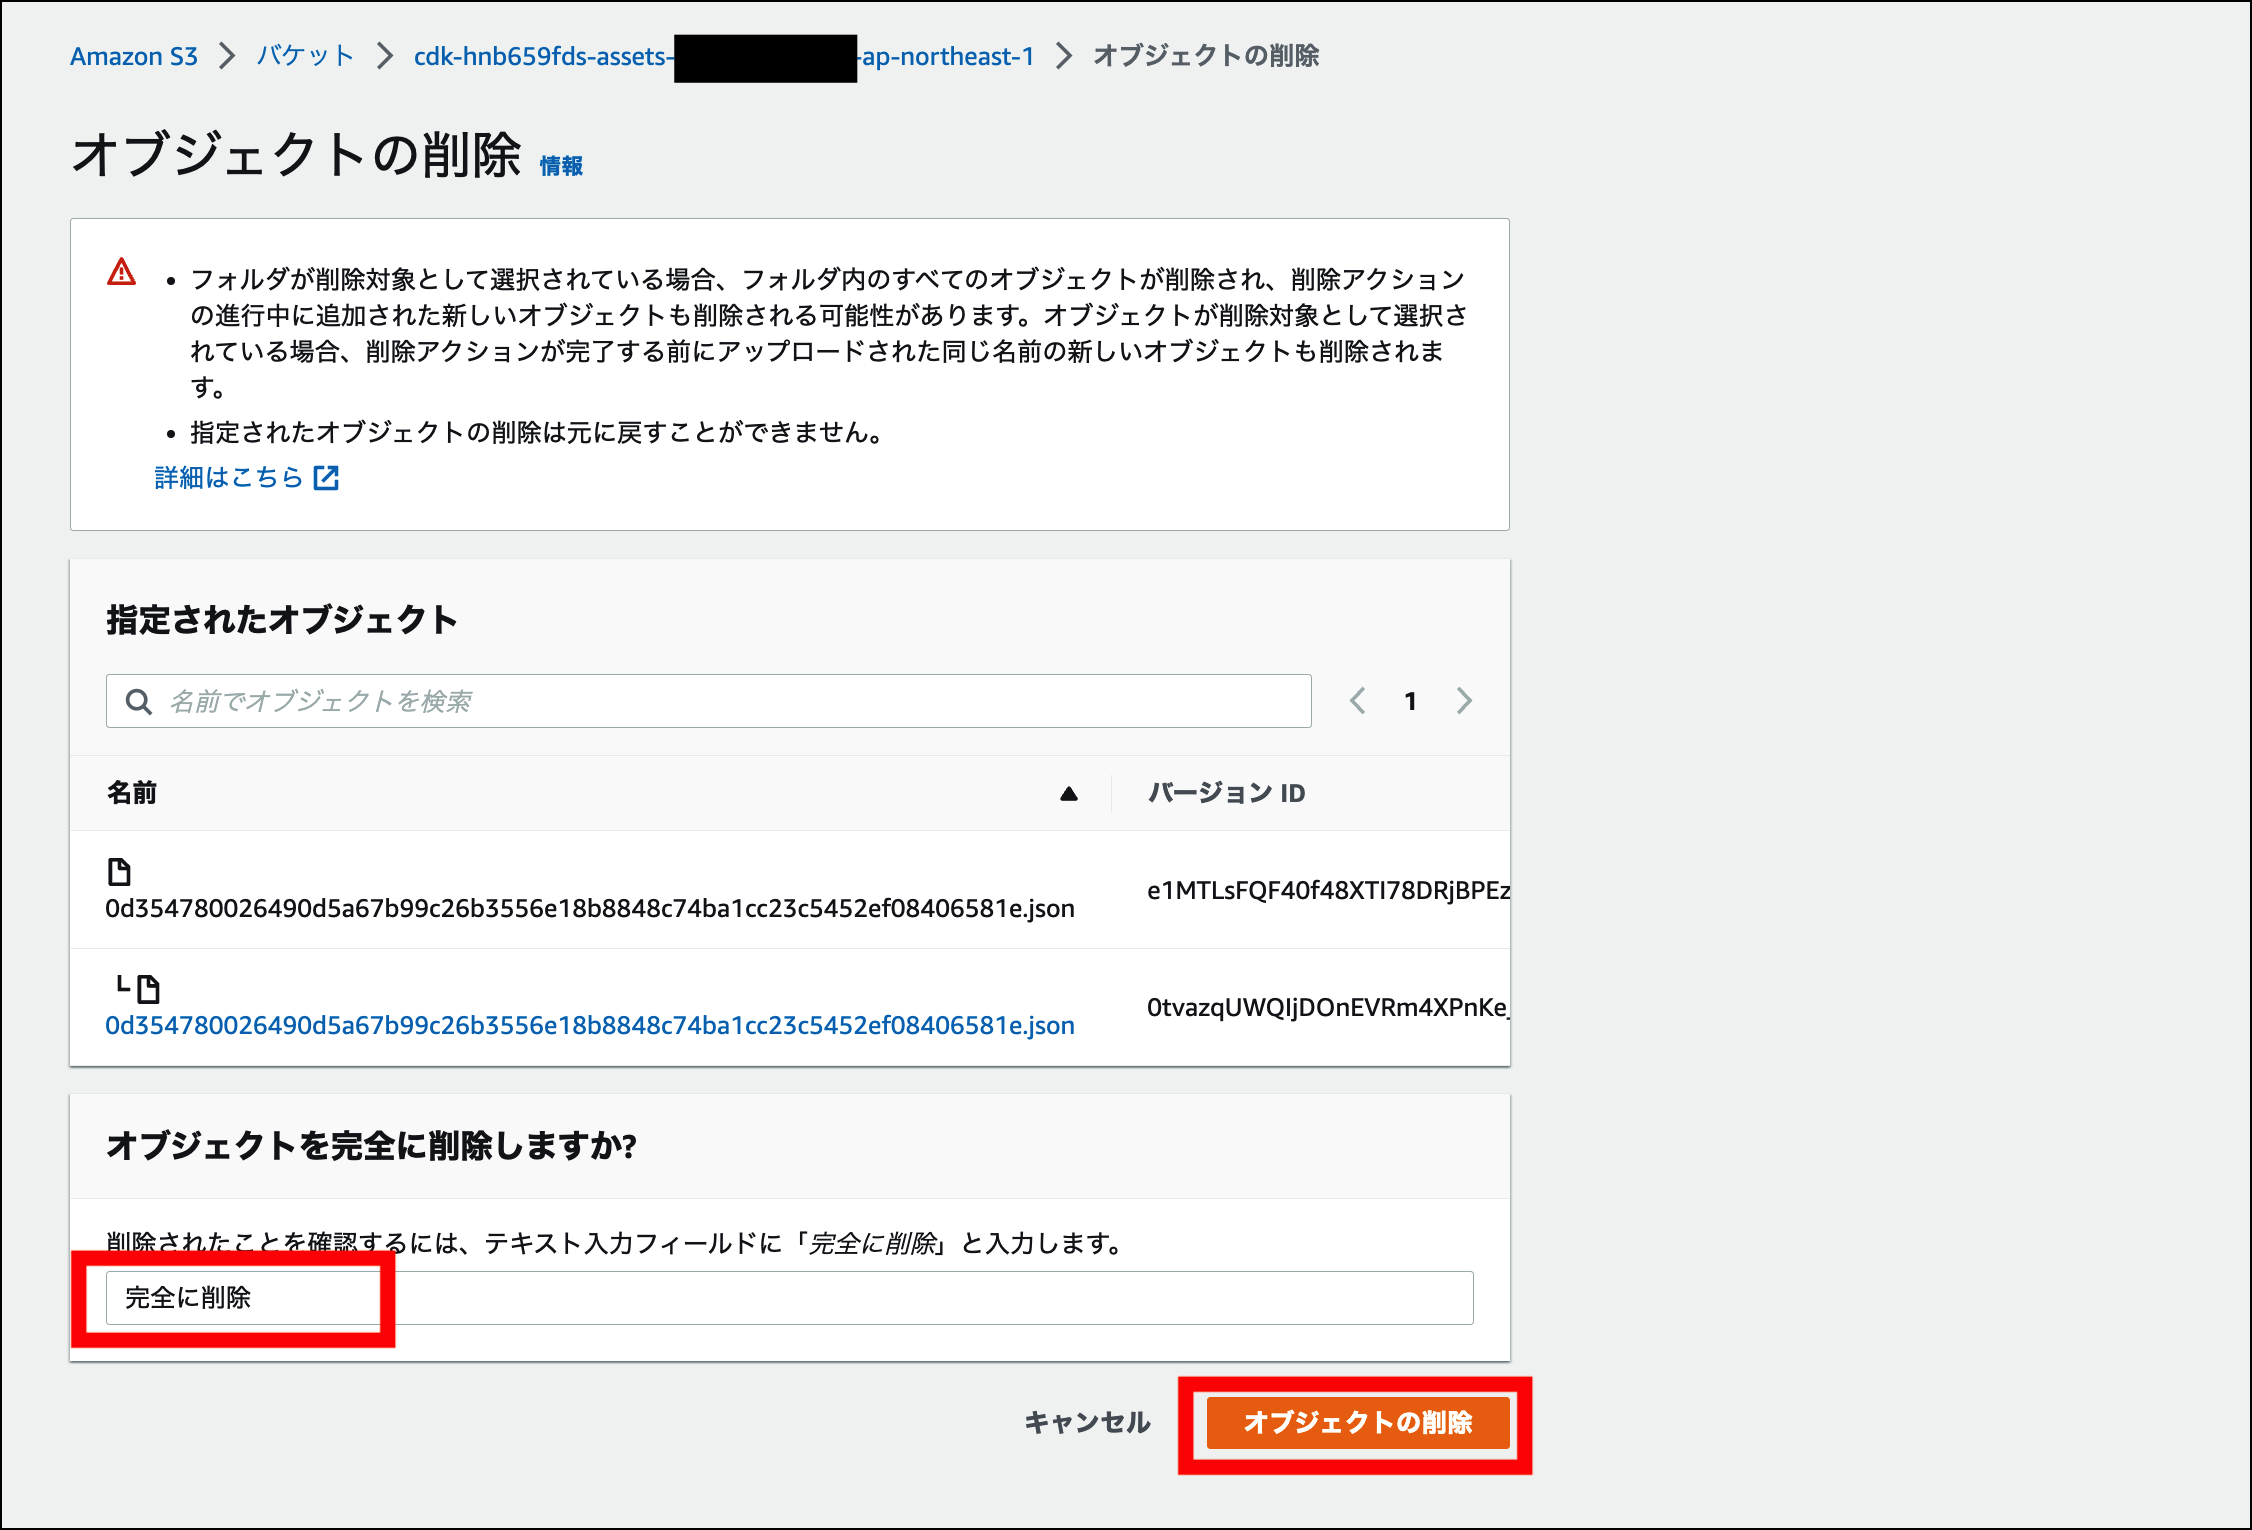 Amazon S3 > バケット > cdk-hnb659fds-assets- -ap-northeast-1 > オブジェクトの削除
オブジェクトの削除 情報
• フォルダが削除対象として選択されている場合、フォルダ内のすべてのオブジェクトが削除され、削除アクション
の進行中に追加された新しいオブジェクトも削除される可能性があります。オブジェクトが削除対象として選択さ
れている場合、削除アクションが完了する前にアップロードされた同じ名前の新しいオブジェクトも削除されま
す。
• 指定されたオブジェクトの削除は元に戻すことができません。
詳細はこちら
指定されたオブジェクト
名前でオブジェクトを検索
1
名前 バージョン ID
0d354780026490d5a67b99c26b3556e18b8848c74ba1cc23c5452ef08406581e.json e1MTLsFQF40f48XTI78DRjBPEz
0d354780026490d5a67b99c26b3556e18b8848c74ba1cc23c5452ef08406581e.json 0tvazqUWQIjDOnEVRm4XPnKe_
オブジェクトを完全に削除しますか?
削除されたことを確認するには、テキスト入力フィールドに「完全に削除」と入力します。
完全に削除
キャンセル オブジェクトの削除